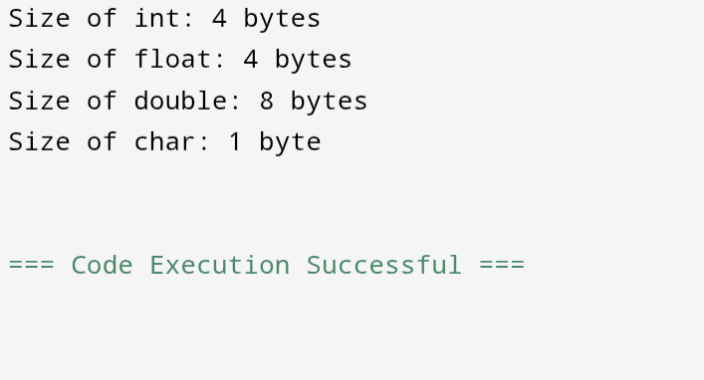 Size of int: 4 bytes
Size of float: 4 bytes
Size of double: 8 bytes
Size of char: 1 byte
=== Code Execution Successful ===